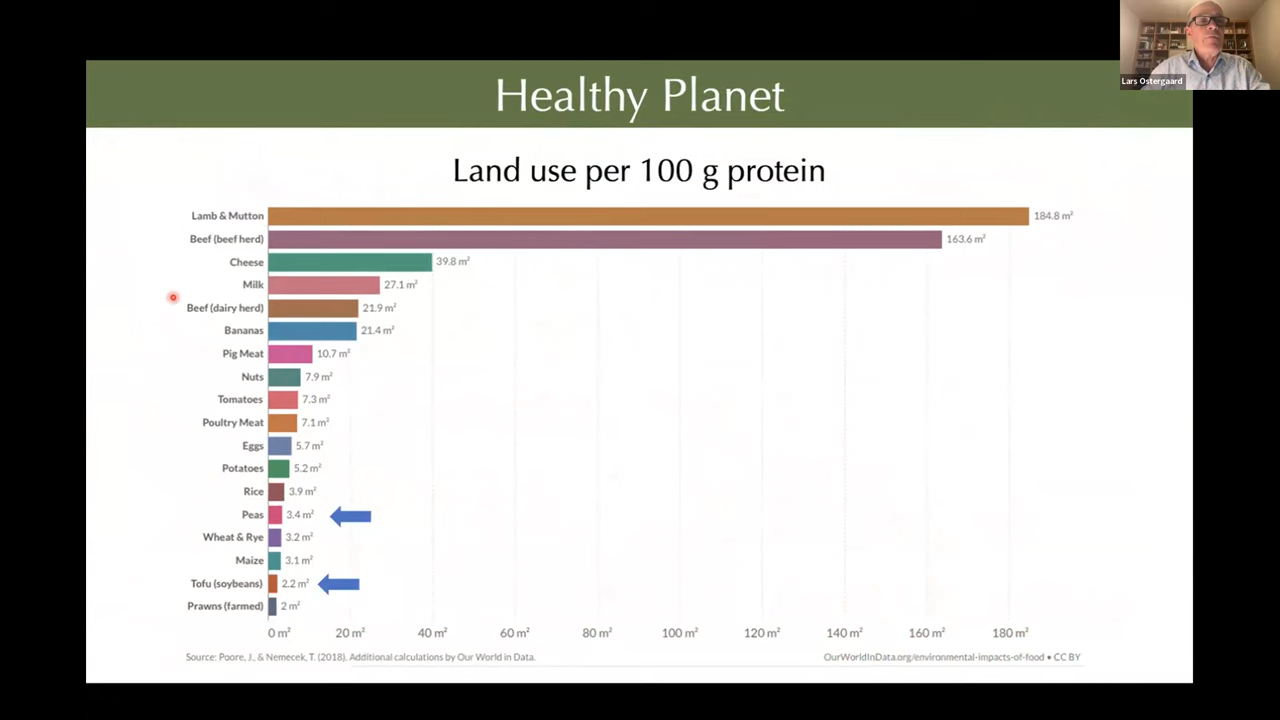 Lars Ostergaard
Healthy Planet
Land use per 100 g protein
Lamb & Mutton 184.8 m²
Beef (beef herd) 163.6 m²
Cheese 39.8 m²
Milk 27.1 m²
Beef (dairy herd) 21.9 m²
Bananas 21.4 m²
Pig Meat 10.7 m²
Nuts 7.9 m²
Tomatoes 7.3 m²
Poultry Meat 7.1 m²
Eggs 5.7 m²
Potatoes 5.2 m²
Rice 3.9 m²
Peas 3.4 m²
Wheat & Rye 3.2 m²
Maize 3.1 m²
Tofu (soybeans) 2.2 m²
Prawns (farmed) 2 m²
0 m² 20 m² 40 m² 60 m² 80 m² 100 m² 120 m² 140 m² 160 m² 180 m²
Source: Poore, J., & Nemecek, T. (2018). Additional calculations by Our World in Data.
OurWorldInData.org/environmental-impacts-of-food • CC BY